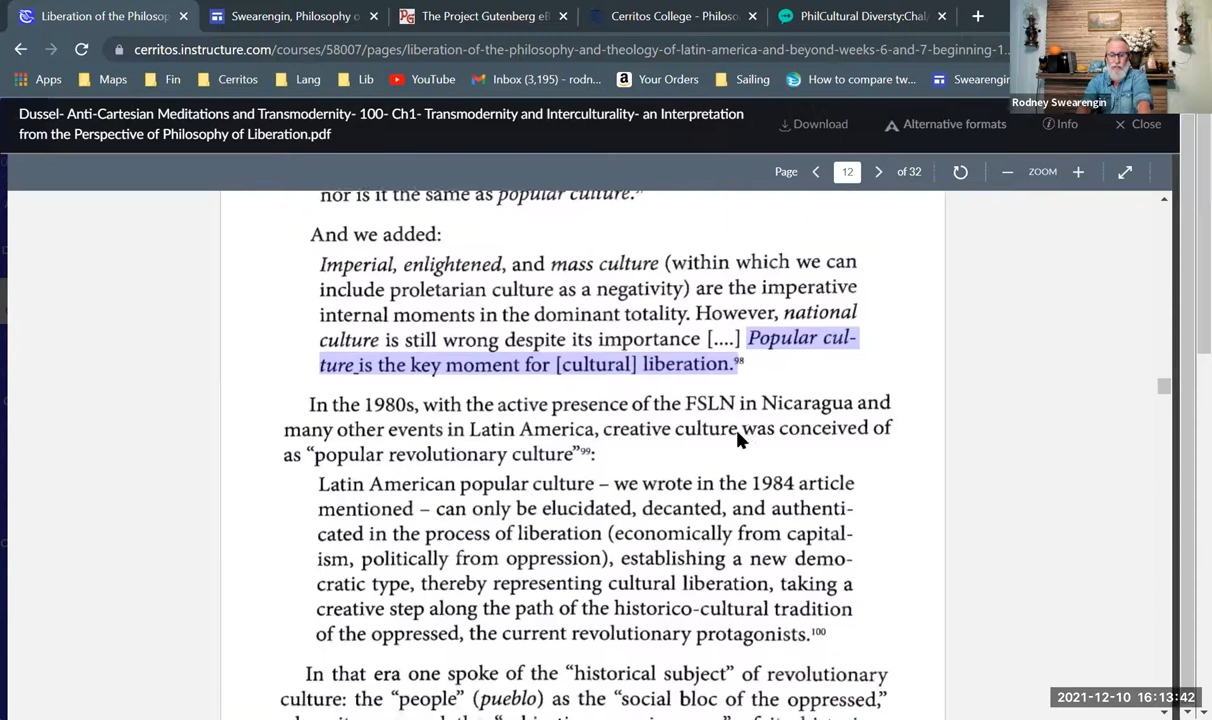 Liberation of the Philosop
Swearengin, Philosophy o
The Project Gutenberg eB
Cerritos College - Philoso
PhilCultural Diversty:Chal
cerritos.instructure.com/courses/58007/pages/liberation-of-the-philosophy-and-theology-of-latin-america-and-beyond-weeks-6-and-7-beginning-1...
Apps Maps Fin Cerritos Lang Lib YouTube Inbox (3,195) - rodn... Your Orders Sailing How to compare tw... Swearengin
Rodney Swearengin
Dussel- Anti-Cartesian Meditations and Transmodernity- 100- Ch1- Transmodernity and Interculturality- an Interpretation
from the Perspective of Philosophy of Liberation.pdf
Download Alternative formats Info Close
Page 12 of 32 ZOOM
nor is it the same as popular culture.
And we added:
Imperial, enlightened, and mass culture (within which we can
include proletarian culture as a negativity) are the imperative
internal moments in the dominant totality. However, national
culture is still wrong despite its importance [....] Popular cul-
ture is the key moment for [cultural] liberation.98
In the 1980s, with the active presence of the FSLN in Nicaragua and
many other events in Latin America, creative culture was conceived of
as “popular revolutionary culture”99:
Latin American popular culture – we wrote in the 1984 article
mentioned – can only be elucidated, decanted, and authenti-
cated in the process of liberation (economically from capital-
ism, politically from oppression), establishing a new demo-
cratic type, thereby representing cultural liberation, taking a
creative step along the path of the historico-cultural tradition
of the oppressed, the current revolutionary protagonists.100
In that era one spoke of the “historical subject” of revolutionary
culture: the “people” (pueblo) as the “social bloc of the oppressed,”
2021-12-10 16:13:42